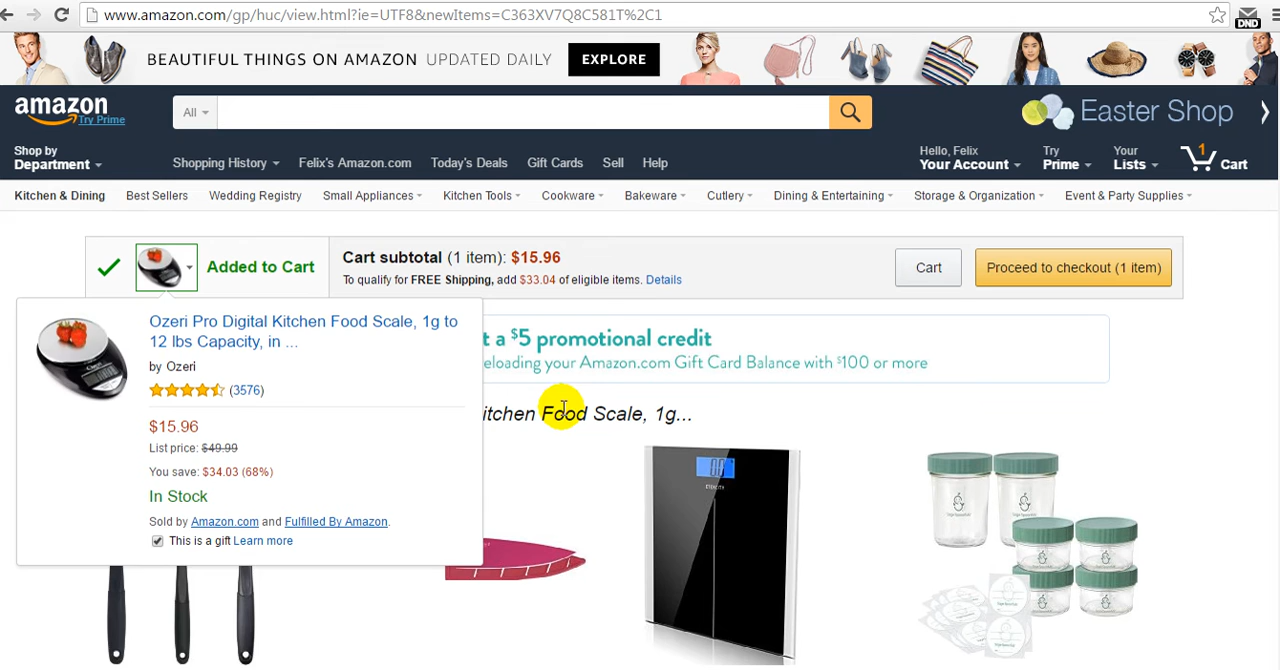 www.amazon.com/gp/huc/view.html?ie=UTF8&newItems=C363XV7Q8C581T%2C1
DND
BEAUTIFUL THINGS ON AMAZON UPDATED DAILY EXPLORE
amazon
Try Prime
All
Easter Shop
Shop by
Department
Shopping History
Felix's Amazon.com
Today's Deals
Gift Cards
Sell
Help
Hello, Felix
Your Account
Try
Prime
Your
Lists
1
Cart
Kitchen & Dining
Best Sellers
Wedding Registry
Small Appliances
Kitchen Tools
Cookware
Bakeware
Cutlery
Dining & Entertaining
Storage & Organization
Event & Party Supplies
Added to Cart
Cart subtotal (1 item): $15.96
To qualify for FREE Shipping, add $33.04 of eligible items. Details
Cart
Proceed to checkout (1 item)
Ozeri Pro Digital Kitchen Food Scale, 1g to
12 lbs Capacity, in ...
by Ozeri
(3576)
$15.96
List price: $49.99
You save: $34.03 (68%)
In Stock
Sold by Amazon.com and Fulfilled By Amazon.
This is a gift Learn more
t a $5 promotional credit
eloading your Amazon.com Gift Card Balance with $100 or more
itchen Food Scale, 1g...
0.0
ETEKCITY